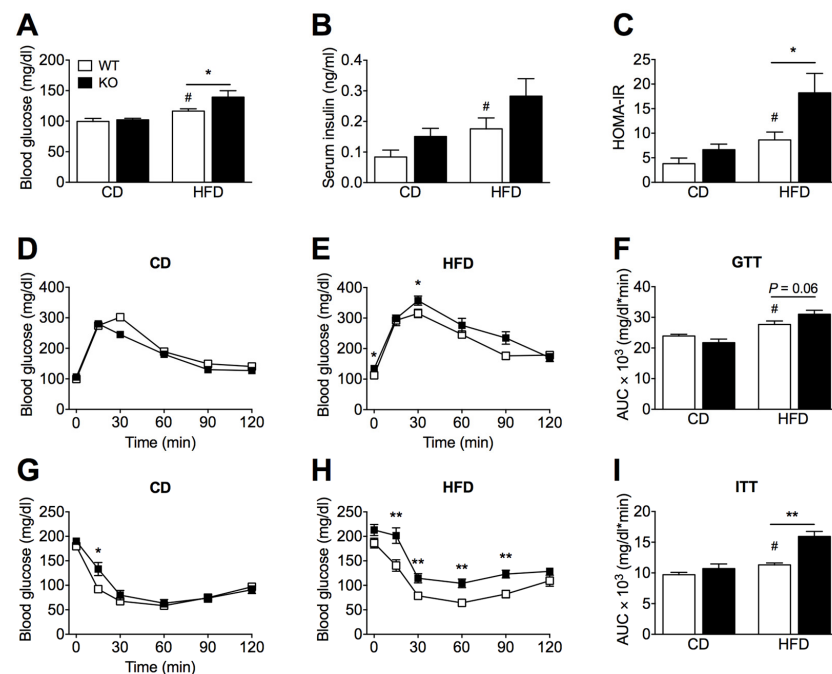 A
Blood glucose (mg/dl)
200
150
100
50
0
WT
KO
#
*
CD
HFD
B
Serum insulin (ng/ml)
0.4
0.3
0.2
0.1
0.0
#
CD
HFD
C
HOMA-IR
25
20
15
10
5
0
#
*
CD
HFD
D
CD
Blood glucose (mg/dl)
400
300
200
100
0
0 30 60 90 120
Time (min)
E
HFD
Blood glucose (mg/dl)
400
300
200
100
0
*
*
0 30 60 90 120
Time (min)
F
GTT
AUC × 10³ (mg/dl*min)
40
30
20
10
0
P = 0.06
#
CD
HFD
G
CD
Blood glucose (mg/dl)
250
200
150
100
50
0
*
0 30 60 90 120
Time (min)
H
HFD
Blood glucose (mg/dl)
250
200
150
100
50
0
**
**
**
**
0 30 60 90 120
Time (min)
I
ITT
AUC × 10³ (mg/dl*min)
20
15
10
5
0
#
**
CD
HFD